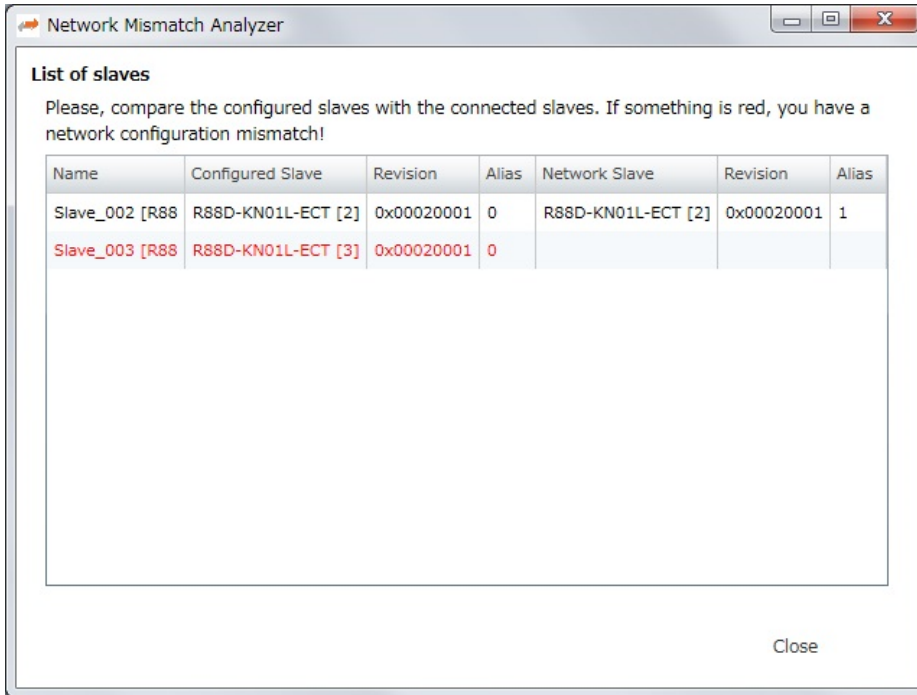 Network Mismatch Analyzer
List of slaves
Please, compare the configured slaves with the connected slaves. If something is red, you have a
network configuration mismatch!
Name Configured Slave Revision Alias Network Slave Revision Alias
Slave_002 [R88 R88D-KN01L-ECT [2] 0x00020001 0 R88D-KN01L-ECT [2] 0x00020001 1
Slave_003 [R88 R88D-KN01L-ECT [3] 0x00020001 0
Close